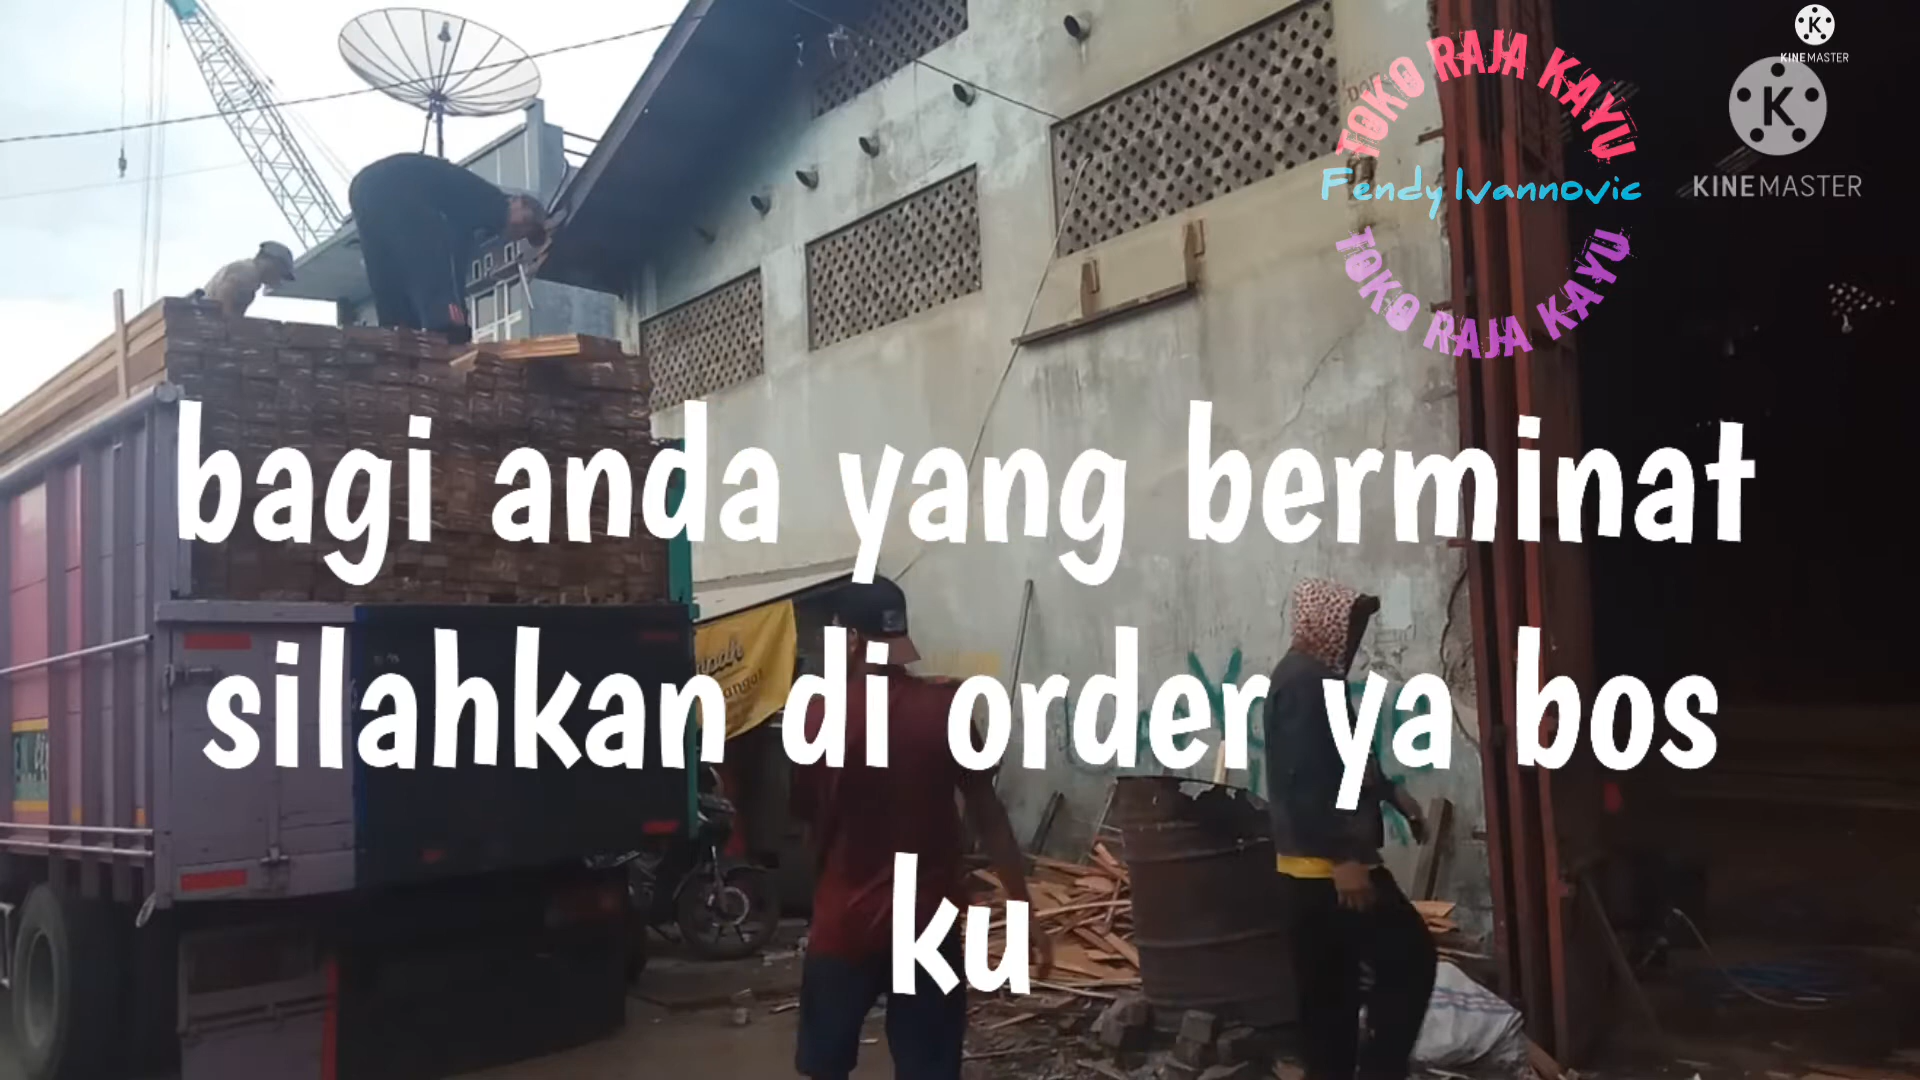 TOKO RAJA KAYU
Fendy Ivannovic
TOKO RAJA KAYU
K
KINEMASTER
K
KINEMASTER
bagi anda yang berminat
silahkan di order ya bos
ku